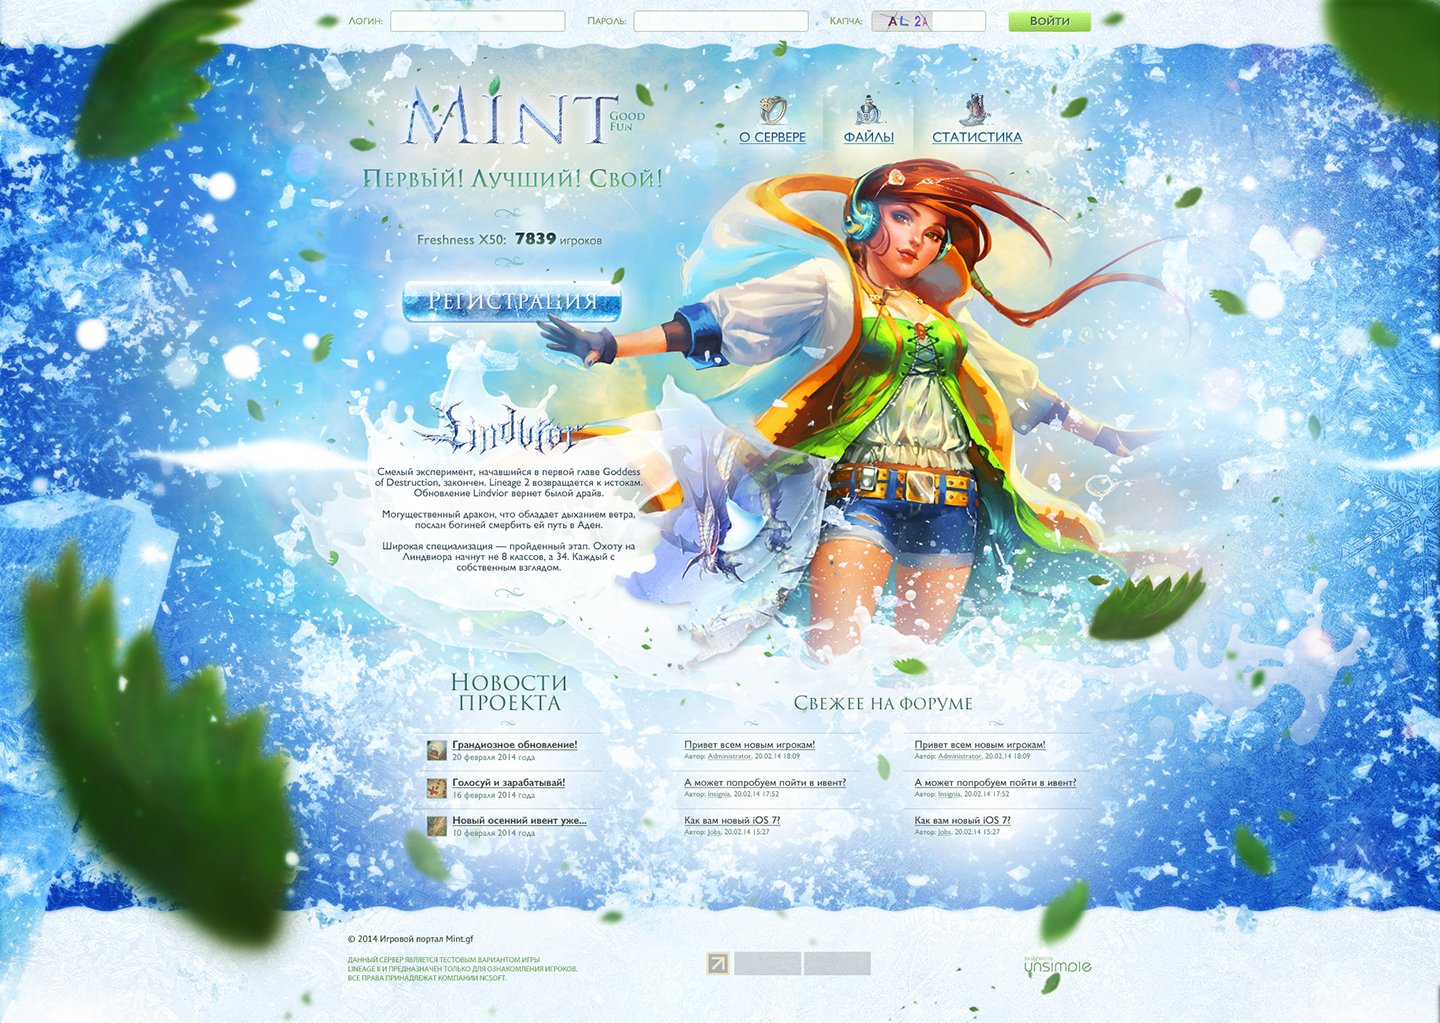 Логин:
Пароль:
Капча:
AL 2A
ВОЙТИ
MINT
GOOD
FUN
О СЕРВЕРЕ
ФАЙЛЫ
СТАТИСТИКА
Первый! Лучший! Свой!
Freshness X50: 7839 игроков
Регистрация
Lindvior
Смелый эксперимент, начавшийся в первой главе Goddess
of Destruction, закончен. Lineage 2 возвращается к истокам.
Обновление Lindvior вернет былой драйв.
Могущественный дракон, что обладает дыханием ветра,
послан богиней смербить ей путь в Аден.
Широкая специализация — пройденный этап. Охоту на
Линдвиора начнут не 8 классов, а 34. Каждый с
собственным взглядом.
Новости
проекта
Грандиозное обновление!
20 февраля 2014 года
Голосуй и зарабатывай!
16 февраля 2014 года
Новый осенний ивент уже...
10 февраля 2014 года
Свежее на форуме
Привет всем новым игрокам!
Автор: Administrator, 20.02.14 18:09
А может попробуем пойти в ивент?
Автор: Insignia, 20.02.14 17:52
Как вам новый iOS 7?
Автор: Jobs, 20.02.14 15:27
Привет всем новым игрокам!
Автор: Administrator, 20.02.14 18:09
А может попробуем пойти в ивент?
Автор: Insignia, 20.02.14 17:52
Как вам новый iOS 7?
Автор: Jobs, 20.02.14 15:27
© 2014 Игровой портал Mint.gf
ДАННЫЙ СЕРВЕР ЯВЛЯЕТСЯ ТЕСТОВЫМ ВАРИАНТОМ ИГРЫ
LINEAGE II И ПРЕДНАЗНАЧЕН ТОЛЬКО ДЛЯ ОЗНАКОМЛЕНИЯ ИГРОКОВ.
ВСЕ ПРАВА ПРИНАДЛЕЖАТ КОМПАНИИ NCSOFT.
designed by
unsimple